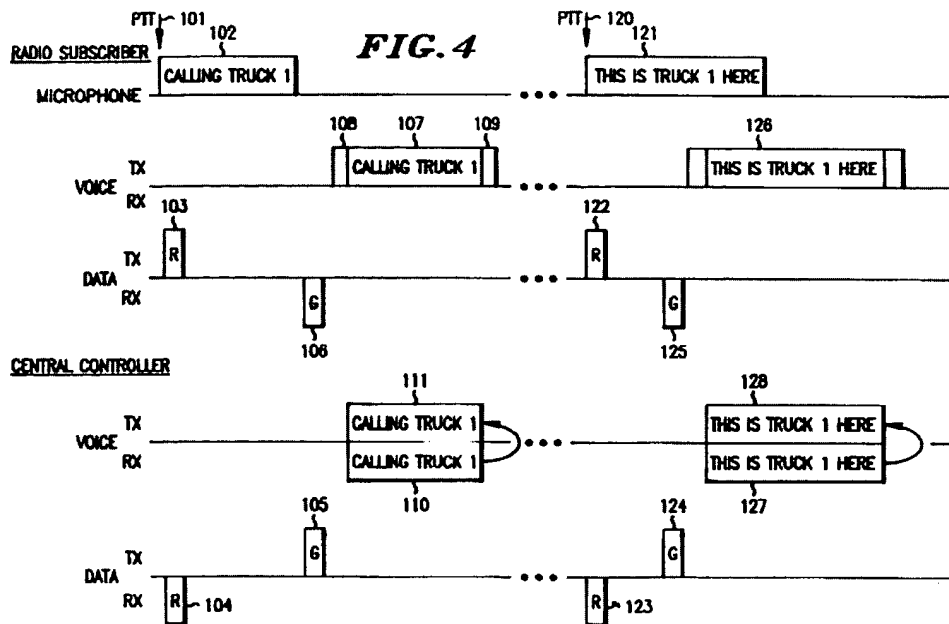 PTT 101 102 FIG. 4 PTT 120 121
RADIO SUBSCRIBER
CALLING TRUCK 1 THIS IS TRUCK 1 HERE
MICROPHONE
108 107 109 126
TX
VOICE
RX
CALLING TRUCK 1 THIS IS TRUCK 1 HERE
103 122
TX
DATA
RX
R R
G G
106 125
CENTRAL CONTROLLER
111 128
TX CALLING TRUCK 1 THIS IS TRUCK 1 HERE
VOICE
RX CALLING TRUCK 1 THIS IS TRUCK 1 HERE
110 127
105 124
TX G G
DATA
RX R 104 R 123